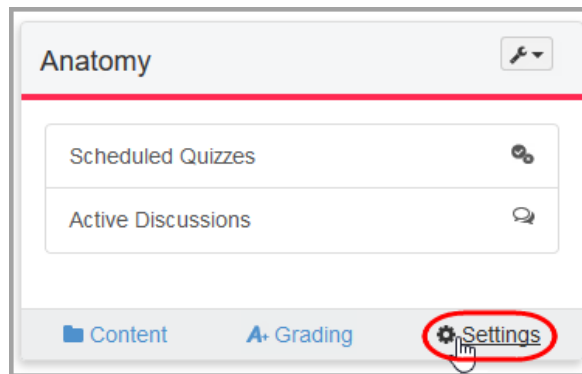 Anatomy
Scheduled Quizzes
Active Discussions
Content A+ Grading Settings